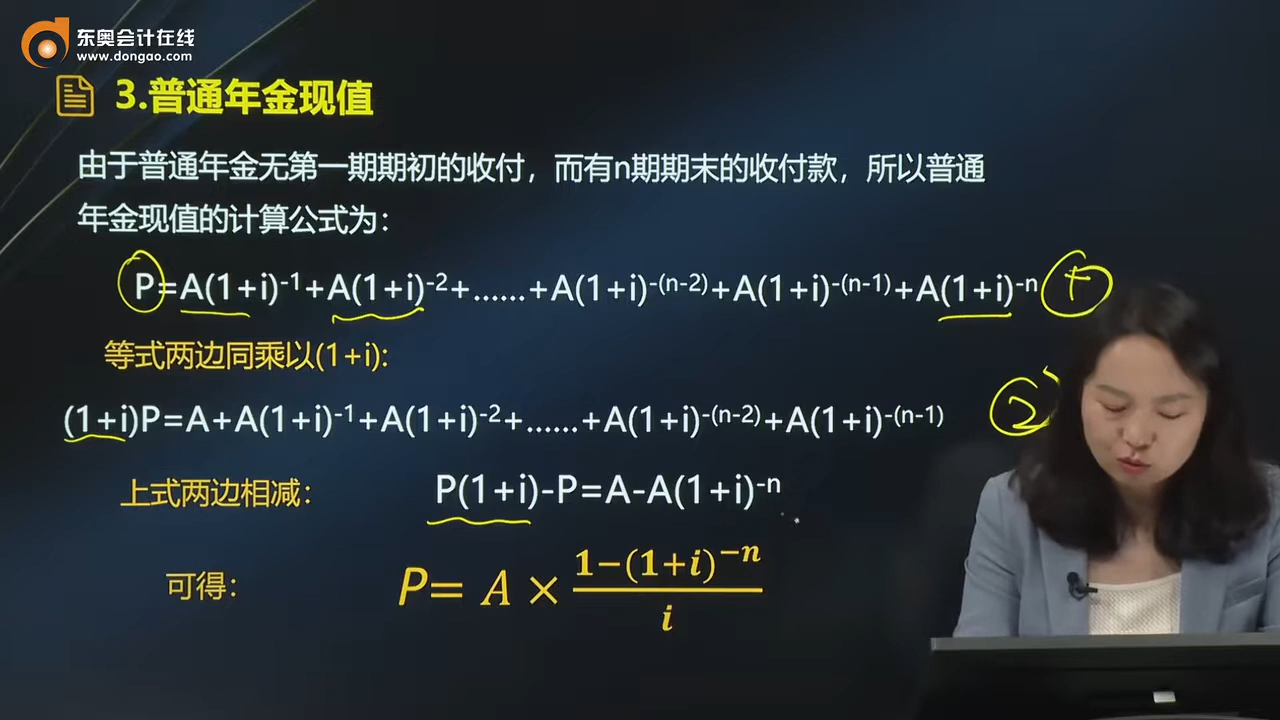 东奥会计在线
www.dongao.com
3.普通年金现值
由于普通年金无第一期期初的收付，而有n期期末的收付款，所以普通
年金现值的计算公式为：
P=A(1+i)⁻¹+A(1+i)⁻²+……+A(1+i)⁻⁽ⁿ⁻²⁾+A(1+i)⁻⁽ⁿ⁻¹⁾+A(1+i)⁻ⁿ ①
等式两边同乘以(1+i):
(1+i)P=A+A(1+i)⁻¹+A(1+i)⁻²+……+A(1+i)⁻⁽ⁿ⁻²⁾+A(1+i)⁻⁽ⁿ⁻¹⁾ ②
上式两边相减： P(1+i)-P=A-A(1+i)⁻ⁿ
可得： P= A × (1−(1+i)⁻ⁿ)/i